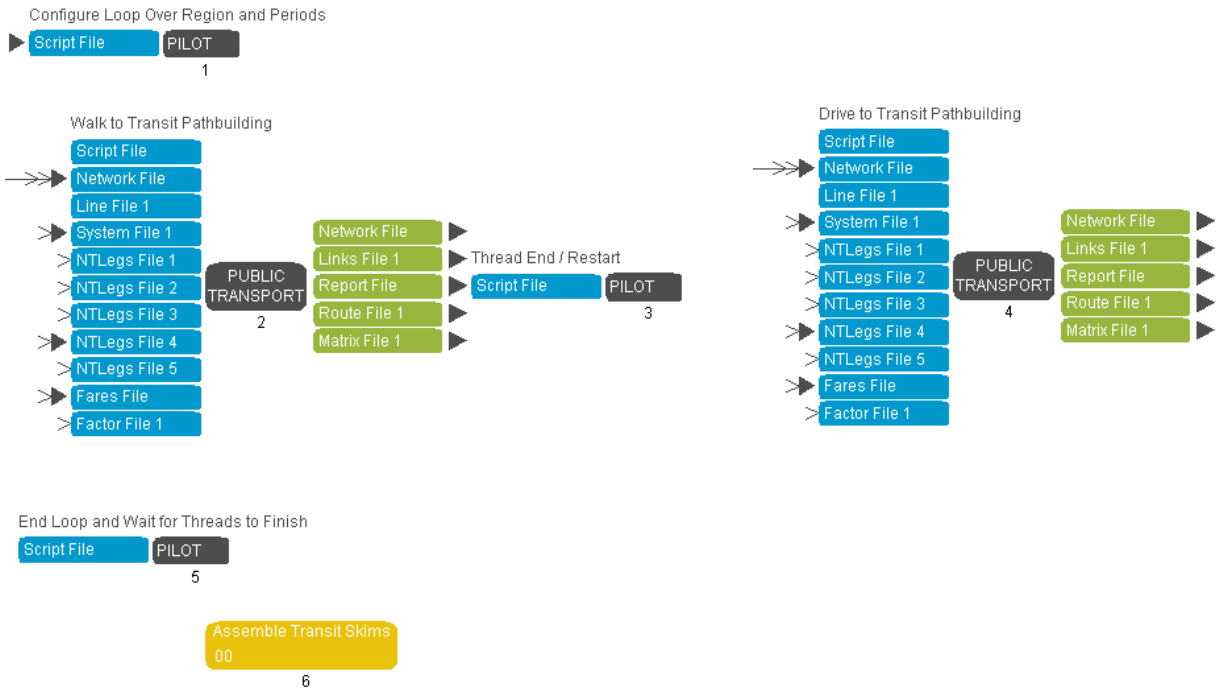 Configure Loop Over Region and Periods
Script File PILOT
1
Walk to Transit Pathbuilding
Script File
Network File
Line File 1
System File 1
NTLegs File 1
NTLegs File 2
NTLegs File 3
NTLegs File 4
NTLegs File 5
Fares File
Factor File 1
PUBLIC
TRANSPORT
2
Network File
Links File 1
Report File
Route File 1
Matrix File 1
Thread End / Restart
Script File PILOT
3
Drive to Transit Pathbuilding
Script File
Network File
Line File 1
System File 1
NTLegs File 1
NTLegs File 2
NTLegs File 3
NTLegs File 4
NTLegs File 5
Fares File
Factor File 1
PUBLIC
TRANSPORT
4
Network File
Links File 1
Report File
Route File 1
Matrix File 1
End Loop and Wait for Threads to Finish
Script File PILOT
5
Assemble Transit Skims
00
6